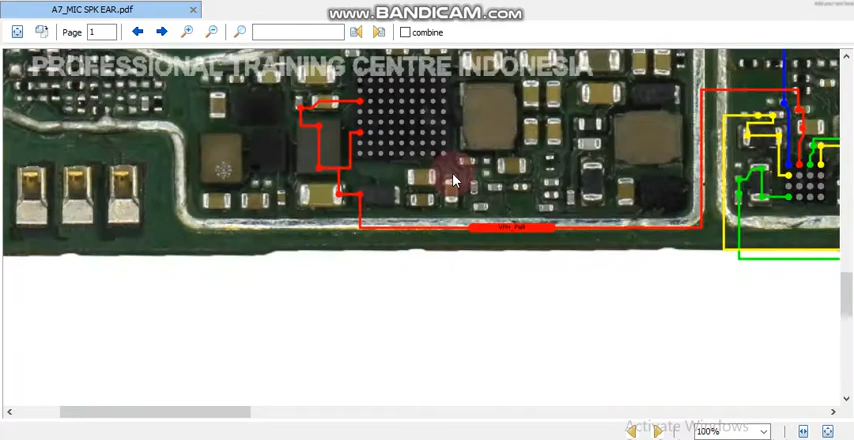 www.BANDICAM.com
A7_MIC SPK EAR.pdf
Page 1
combine
PROFESSIONAL TRAINING CENTRE INDONESIA
VPH_PWR
Activate Windows
100%